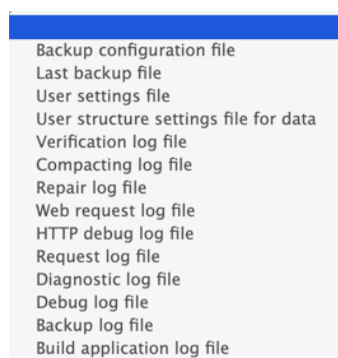 Backup configuration file
Last backup file
User settings file
User structure settings file for data
Verification log file
Compacting log file
Repair log file
Web request log file
HTTP debug log file
Request log file
Diagnostic log file
Debug log file
Backup log file
Build application log file